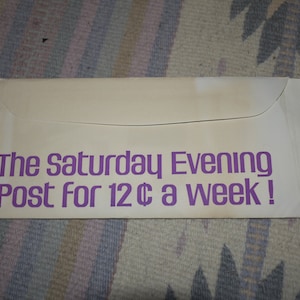 The Saturday Evening
Post for 12¢ a week!